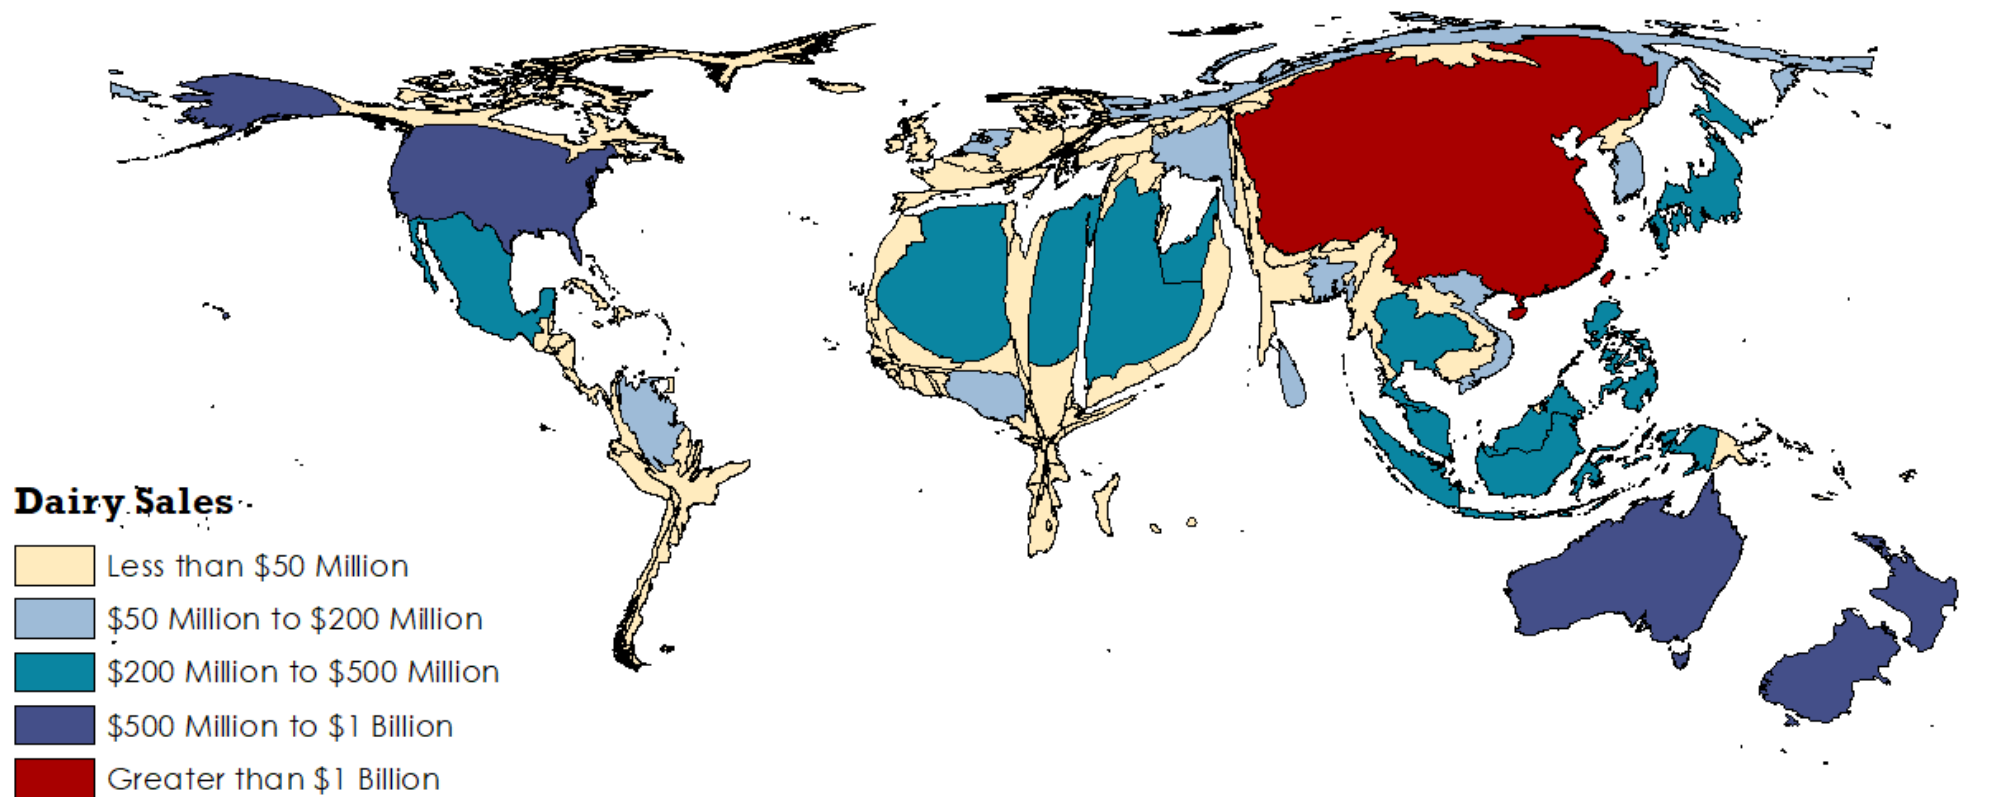 Dairy Sales
Less than $50 Million
$50 Million to $200 Million
$200 Million to $500 Million
$500 Million to $1 Billion
Greater than $1 Billion